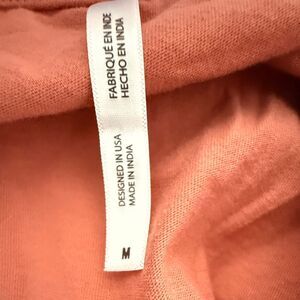 FABRIQUÉ EN INDE
HECHO EN INDIA
DESIGNED IN USA
MADE IN INDIA
M